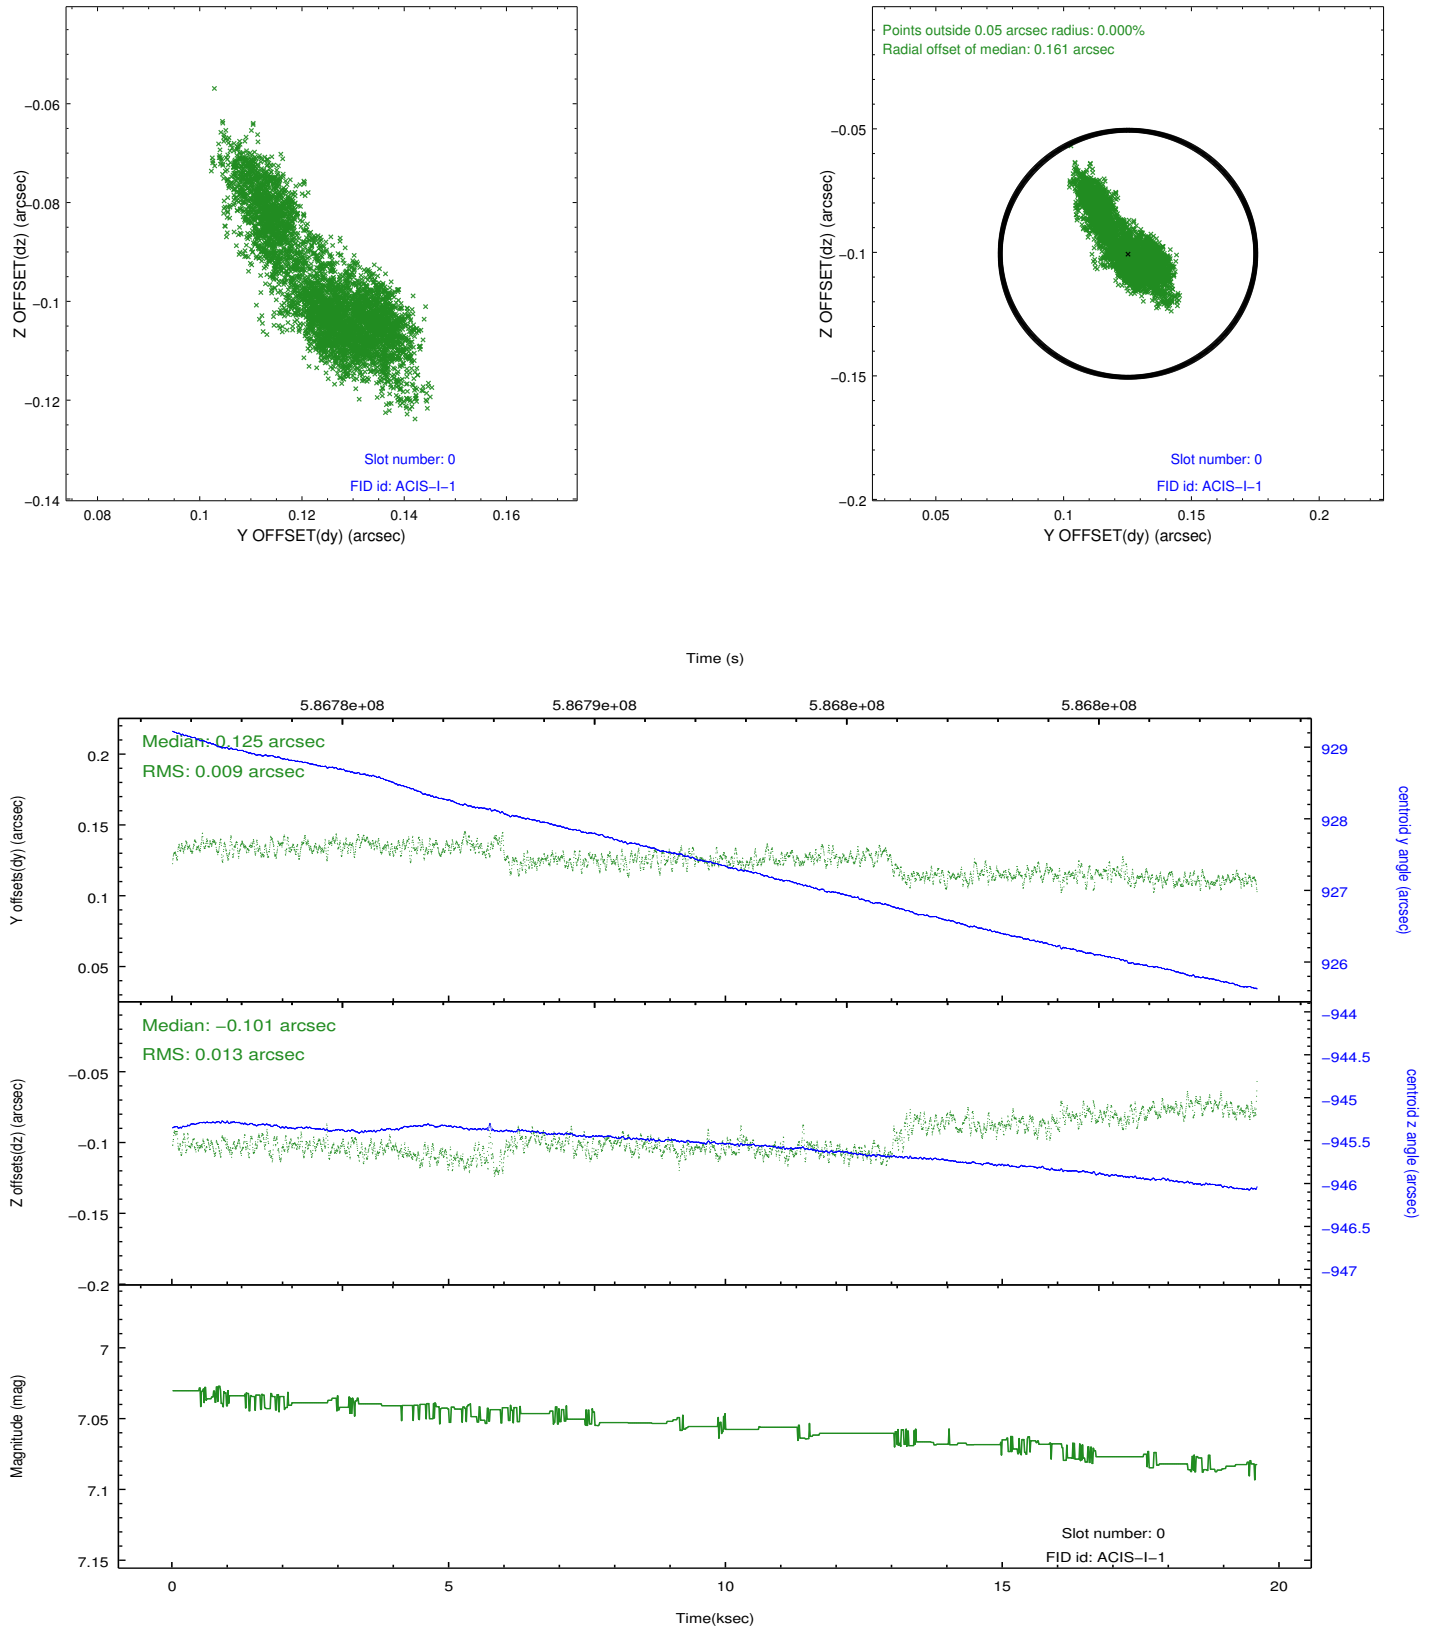 −0.06
−0.08
−0.1
−0.12
−0.14
Z OFFSET(dz) (arcsec)
0.08 0.1 0.12 0.14 0.16
Y OFFSET(dy) (arcsec)
Slot number: 0
FID id: ACIS−I−1
Points outside 0.05 arcsec radius: 0.000%
Radial offset of median: 0.161 arcsec
−0.05
−0.1
−0.15
−0.2
Z OFFSET(dz) (arcsec)
Slot number: 0
FID id: ACIS−I−1
0.05 0.1 0.15 0.2
Y OFFSET(dy) (arcsec)
Time (s)
5.8678e+08 5.8679e+08 5.868e+08 5.868e+08
Median: 0.125 arcsec
RMS: 0.009 arcsec
0.2
0.15
0.1
0.05
Y offsets(dy) (arcsec)
929
928
927
926
centroid y angle (arcsec)
Median: −0.101 arcsec
RMS: 0.013 arcsec
−0.05
−0.1
−0.15
−0.2
Z offsets(dz) (arcsec)
−944
−944.5
−945
−945.5
−946
−946.5
−947
centroid z angle (arcsec)
7
7.05
7.1
7.15
Magnitude (mag)
Slot number: 0
FID id: ACIS−I−1
0 5 10 15 20
Time(ksec)